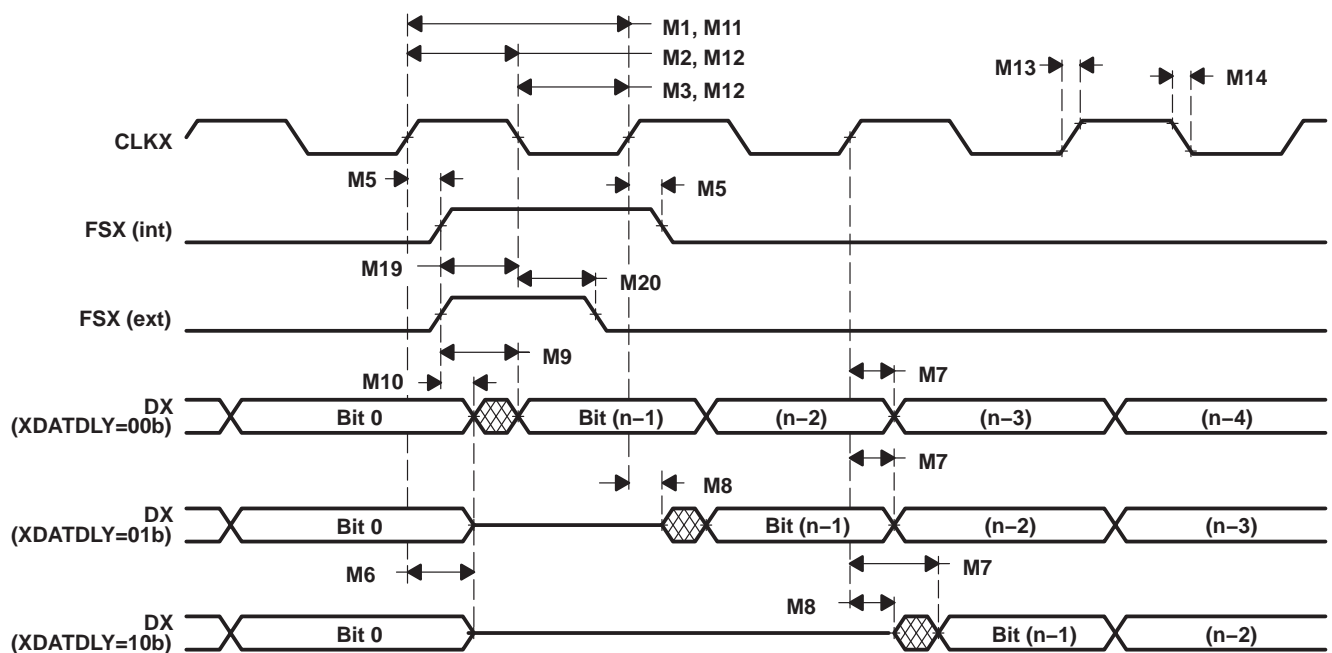 M1, M11
M2, M12
M3, M12
M13
M14
CLKX
M5
M5
FSX (int)
M19
M20
FSX (ext)
M9
M10
M7
DX
(XDATDLY=00b)
Bit 0
Bit (n−1)
(n−2)
(n−3)
(n−4)
M7
M8
DX
(XDATDLY=01b)
Bit 0
Bit (n−1)
(n−2)
(n−3)
M6
M7
M8
DX
(XDATDLY=10b)
Bit 0
Bit (n−1)
(n−2)